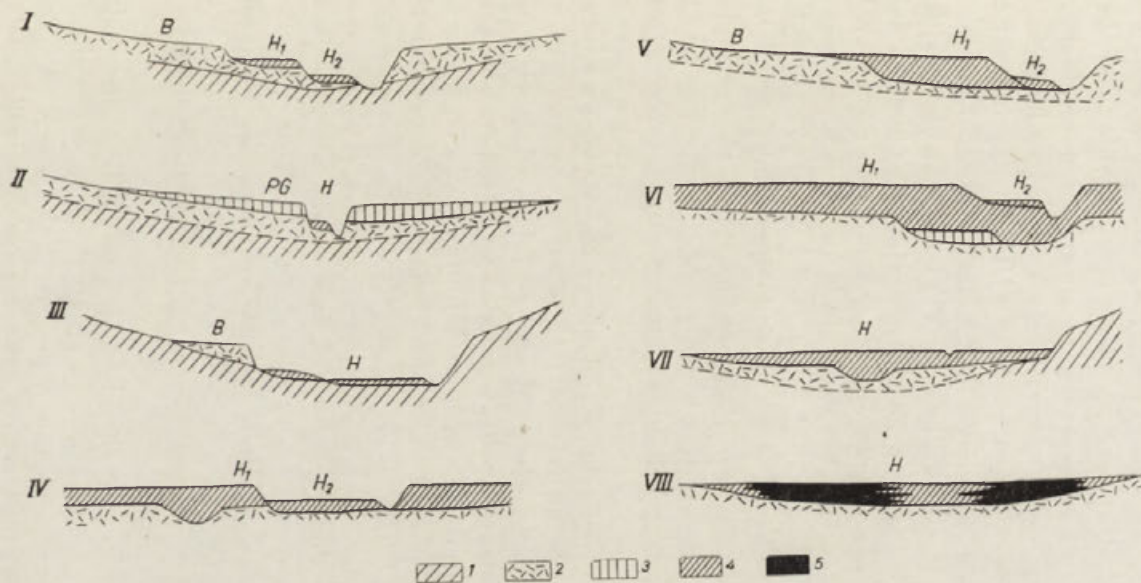 I B H₁ H₂
II PG H
III B H
IV H₁ H₂
V B H₁ H₂
VI H₁ H₂
VII H
VIII H
1 2 3 4 5